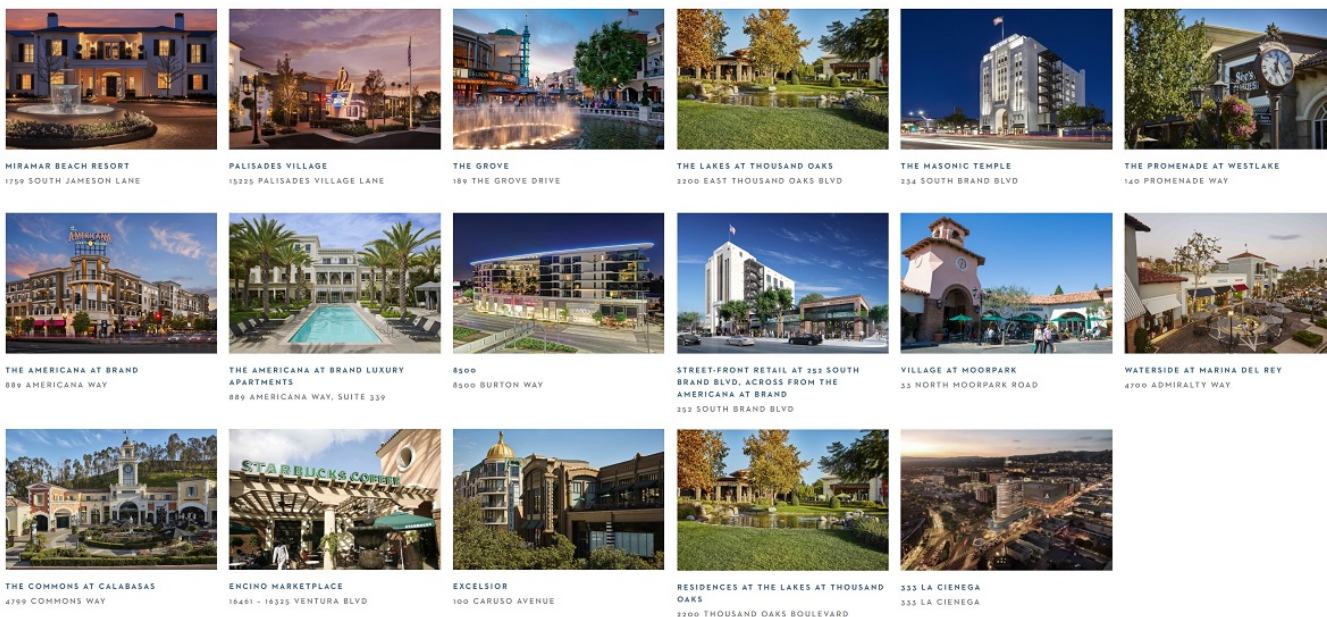 MIRAMAR BEACH RESORT
1759 SOUTH JAMESON LANE
PALISADES VILLAGE
15225 PALISADES VILLAGE LANE
THE GROVE
189 THE GROVE DRIVE
THE LAKES AT THOUSAND OAKS
2200 EAST THOUSAND OAKS BLVD
THE MASONIC TEMPLE
234 SOUTH BRAND BLVD
See's
THE PROMENADE AT WESTLAKE
140 PROMENADE WAY
AMERICANA
THE AMERICANA AT BRAND
889 AMERICANA WAY
THE AMERICANA AT BRAND LUXURY
APARTMENTS
889 AMERICANA WAY, SUITE 339
8500
8500 BURTON WAY
STREET-FRONT RETAIL AT 252 SOUTH
BRAND BLVD, ACROSS FROM THE
AMERICANA AT BRAND
252 SOUTH BRAND BLVD
VILLAGE AT MOORPARK
33 NORTH MOORPARK ROAD
WATERSIDE AT MARINA DEL REY
4700 ADMIRALTY WAY
THE COMMONS AT CALABASAS
4799 COMMONS WAY
STARBUCKS COFFEE
STARBUCKS
ENCINO MARKETPLACE
16461 – 16325 VENTURA BLVD
EXCELSIOR
100 CARUSO AVENUE
RESIDENCES AT THE LAKES AT THOUSAND
OAKS
2200 THOUSAND OAKS BOULEVARD
333 LA CIENEGA
333 LA CIENEGA